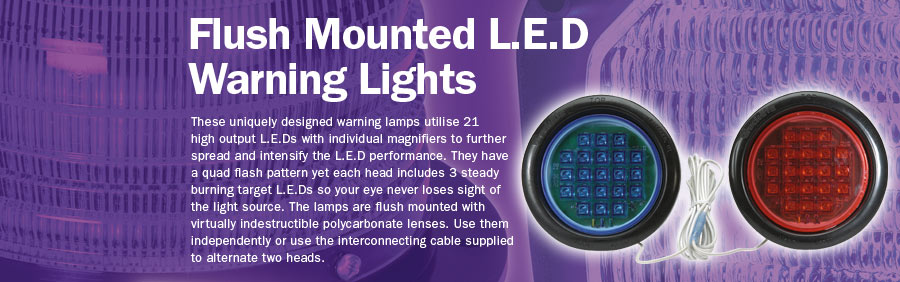 Flush Mounted L.E.D
Warning Lights
These uniquely designed warning lamps utilise 21
high output L.E.Ds with individual magnifiers to further
spread and intensify the L.E.D performance. They have
a quad flash pattern yet each head includes 3 steady
burning target L.E.Ds so your eye never loses sight of
the light source. The lamps are flush mounted with
virtually indestructible polycarbonate lenses. Use them
independently or use the interconnecting cable supplied
to alternate two heads.
TOP